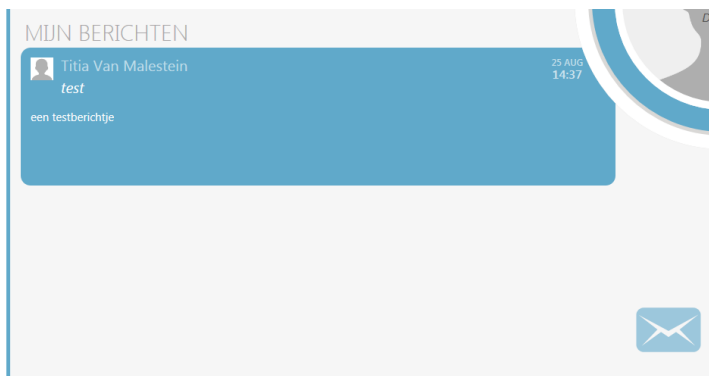 MIJN BERICHTEN
Titia Van Malestein
25 AUG
test
14:37
een testberichtje